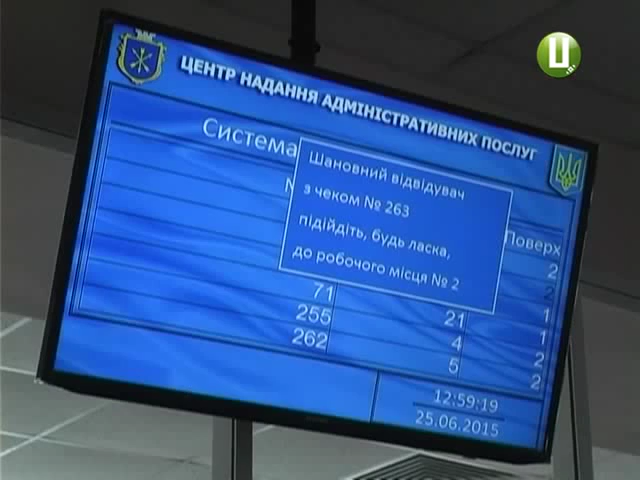 Ц
ЦЕНТР НАДАННЯ АДМІНІСТРАТИВНИХ ПОСЛУГ
Система
Шановний відвідувач
з чеком № 263
підійдіть, будь ласка,
до робочого місця № 2
Поверх
2
2
1
71 21 1
255 4 2
262 5 2
12:59:19
25.06.2015